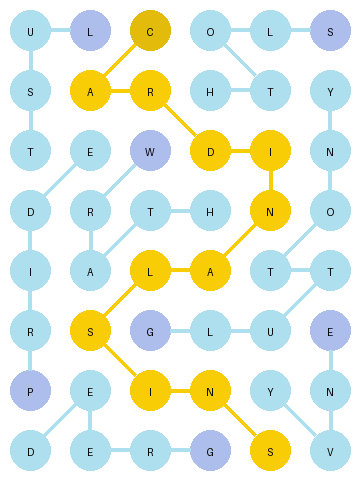 U L C O L S
S A R H T Y
T E W D I N
D R T H N O
I A L A T T
R S G L U E
P E I N Y N
D E R G S V